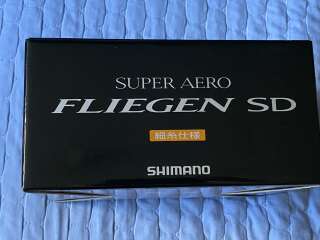 SUPER AERO
FLIEGEN SD
細糸仕様
SHIMANO